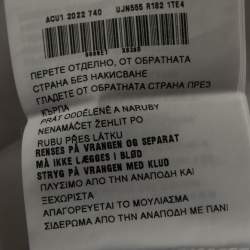 ACU1 2022 740 UJN555 R182 1TE4
ПЕРЕТЕ ОТДЕЛНО, ОТ ОБРАТНАТА
СТРАНА БЕЗ НАКИСВАНЕ
ГЛАДЕТЕ ОТ ОБРАТНАТА СТРАНА ПРЕЗ
КЪРПА
PRÁT ODDĚLENĚ A NARUBY
NENAMÁČET ŽEHLIT PO
RUBU PŘES LÁTKU
RENSES PÅ VRANGEN OG SEPARAT
MÅ IKKE LÆGGES I BLØD
STRYG PÅ VRANGEN MED KLUD
ΠΛΥΣΙΜΟ ΑΠΟ ΤΗΝ ΑΝΑΠΟΔΗ ΚΑΙ
ΞΕΧΩΡΙΣΤΑ
ΑΠΑΓΟΡΕΥΕΤΑΙ ΤΟ ΜΟΥΛΙΑΣΜΑ
ΣΙΔΕΡΩΜΑ ΑΠΟ ΤΗΝ ΑΝΑΠΟΔΗ ΜΕ ΠΑΝΙ